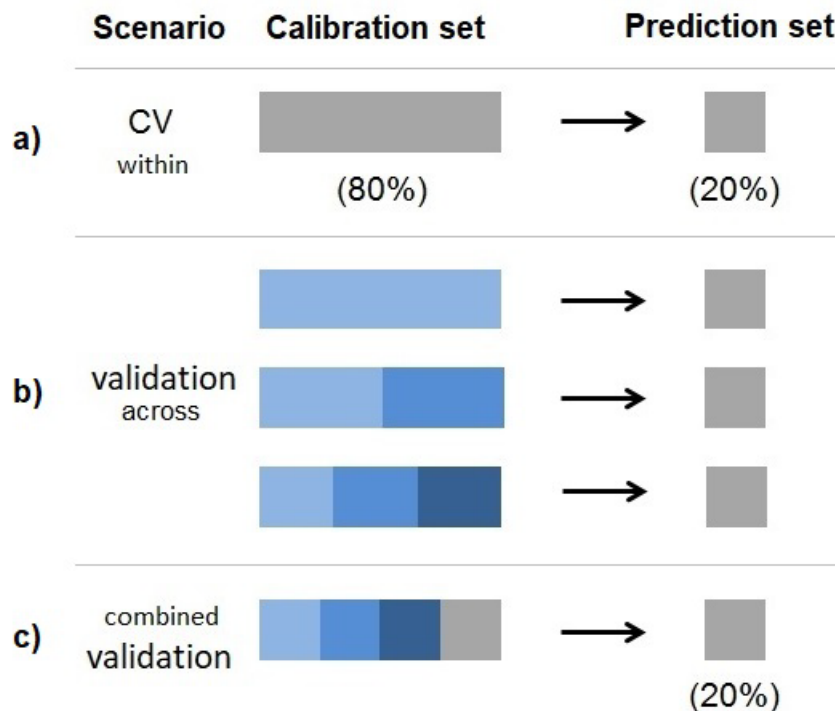 Scenario Calibration set Prediction set
a) CV within
(80%) (20%)
b) validation across
c) combined validation
(20%)